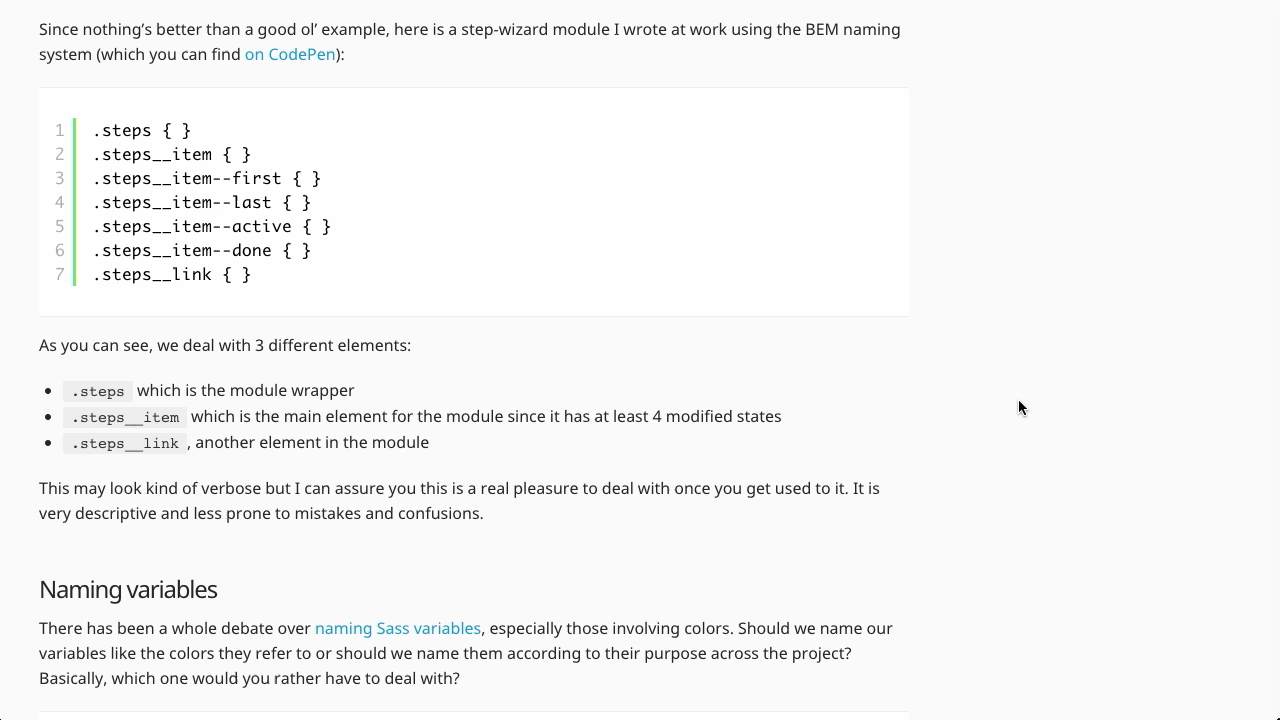 Since nothing’s better than a good ol’ example, here is a step-wizard module I wrote at work using the BEM naming
system (which you can find on CodePen):
1 .steps { }
2 .steps__item { }
3 .steps__item--first { }
4 .steps__item--last { }
5 .steps__item--active { }
6 .steps__item--done { }
7 .steps__link { }
As you can see, we deal with 3 different elements:
• .steps which is the module wrapper
• .steps__item which is the main element for the module since it has at least 4 modified states
• .steps__link , another element in the module
This may look kind of verbose but I can assure you this is a real pleasure to deal with once you get used to it. It is
very descriptive and less prone to mistakes and confusions.
Naming variables
There has been a whole debate over naming Sass variables, especially those involving colors. Should we name our
variables like the colors they refer to or should we name them according to their purpose across the project?
Basically, which one would you rather have to deal with?